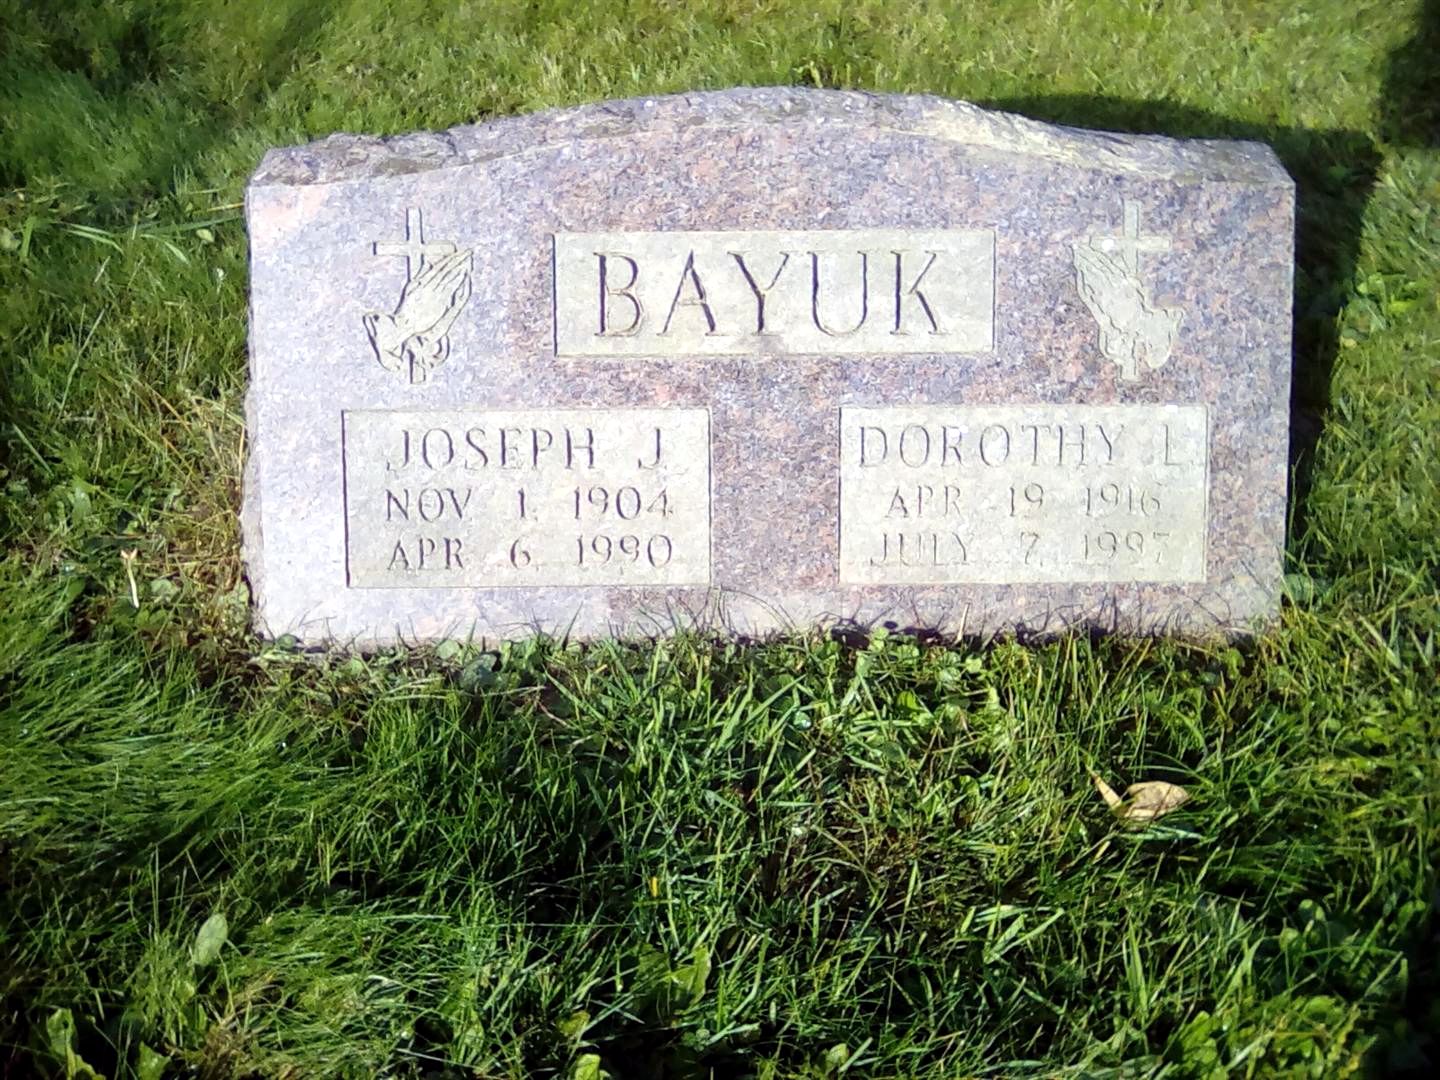 BAYUK
JOSEPH J.
NOV. 1, 1904
APR. 6, 1990
DOROTHY L.
APR. 19, 1916
JULY 7, 1997